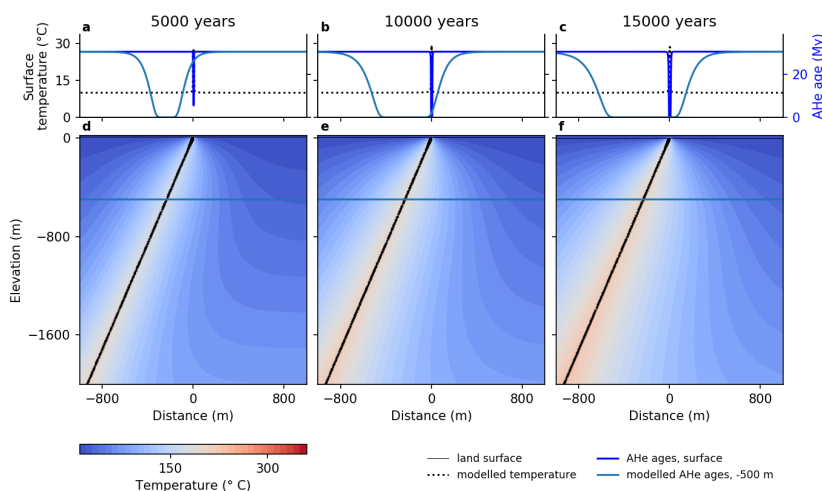 5000 years
10000 years
15000 years
a
b
c
Surface
temperature (°C)
30
15
0
AHe age (My)
20
0
d
e
f
Elevation (m)
0
−800
−1600
−800
0
800
−800
0
800
−800
0
800
Distance (m)
Distance (m)
Distance (m)
150
300
Temperature (° C)
land surface
modelled temperature
AHe ages, surface
modelled AHe ages, -500 m